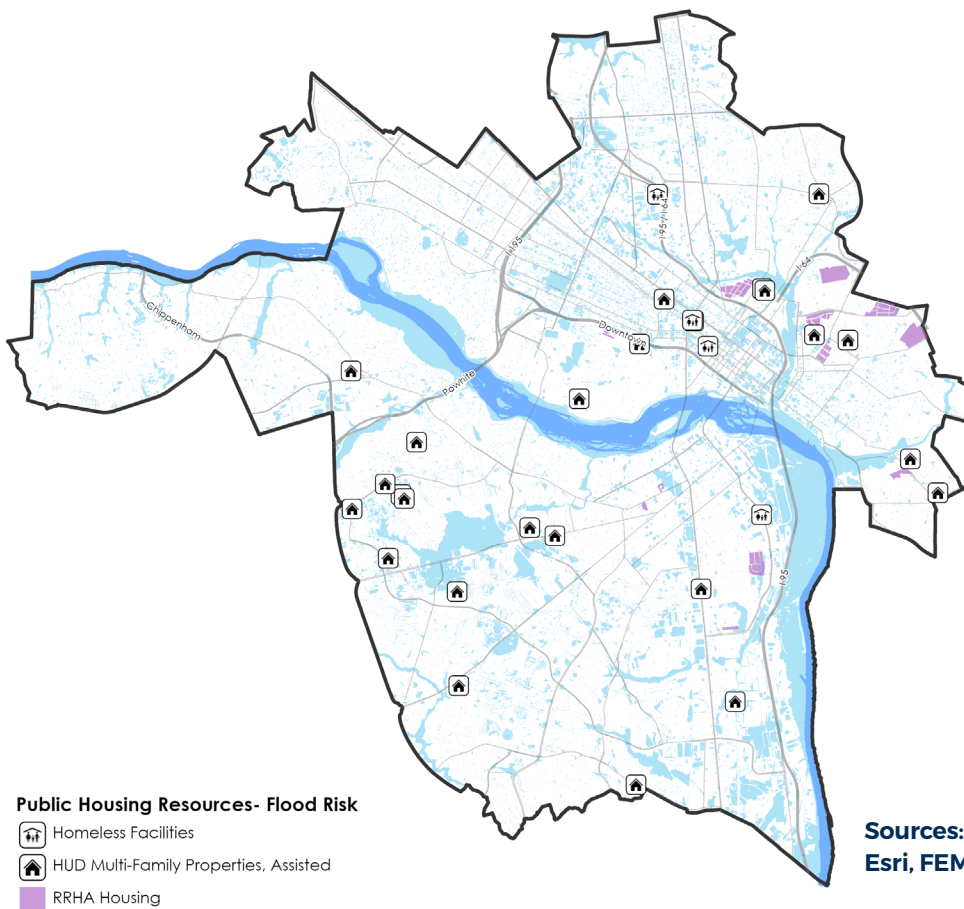 I-95 / I-64
I-95
I-64
Chippenham
Downtown
Powhite
I-95
Public Housing Resources- Flood Risk
Homeless Facilities
HUD Multi-Family Properties, Assisted
RRHA Housing
Sources:
Esri, FEM